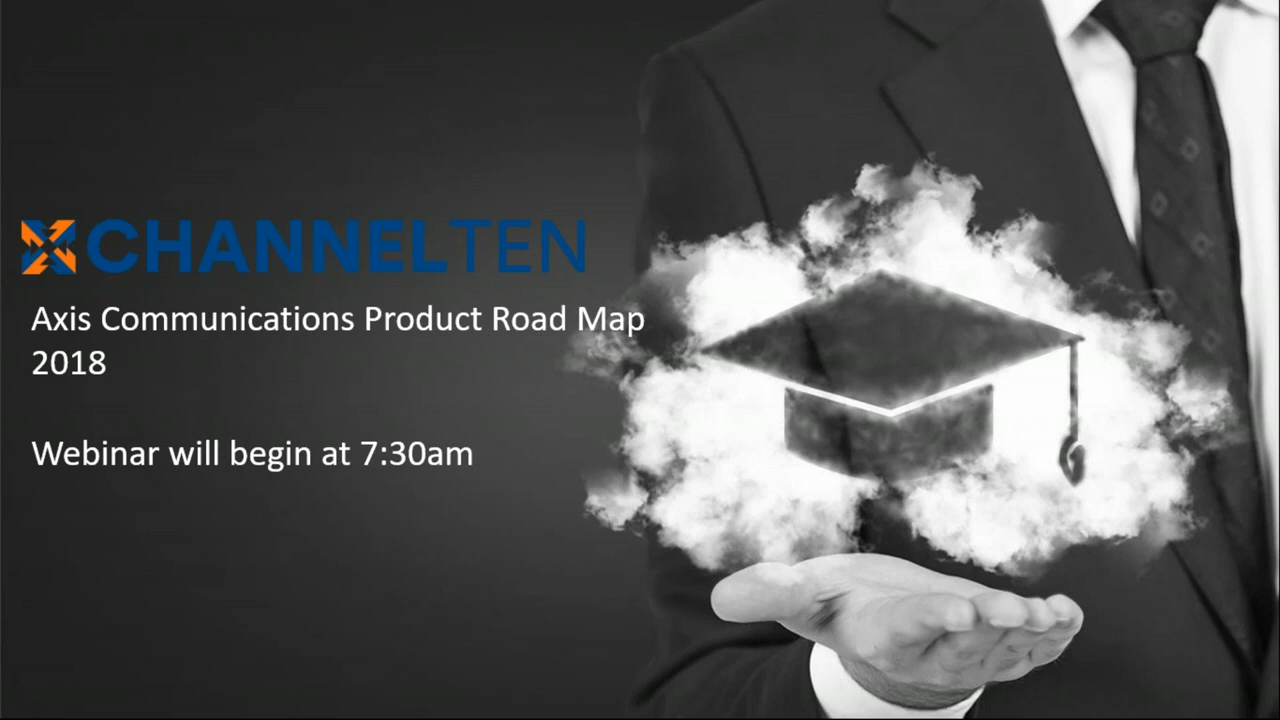 CHANNELTEN
Axis Communications Product Road Map
2018
Webinar will begin at 7:30am